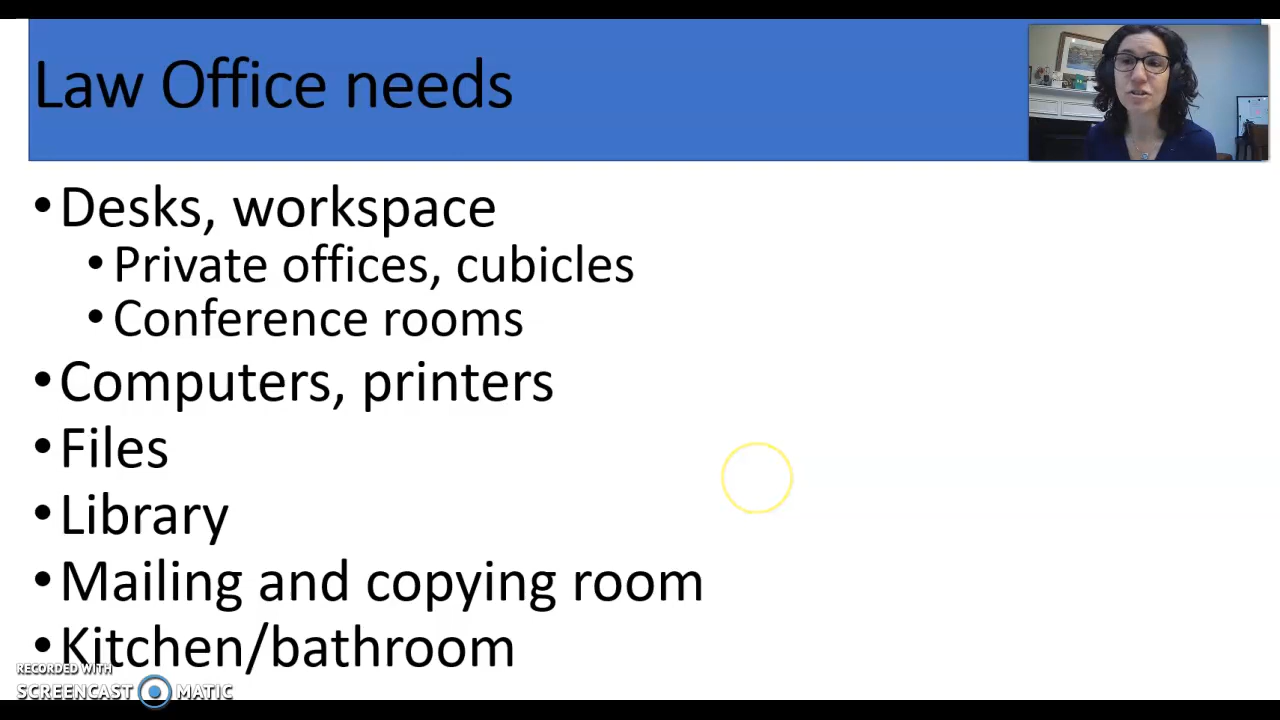 Law Office needs
•Desks, workspace
•Private offices, cubicles
•Conference rooms
•Computers, printers
•Files
•Library
•Mailing and copying room
•Kitchen/bathroom
RECORDED WITH
SCREENCAST MATIC